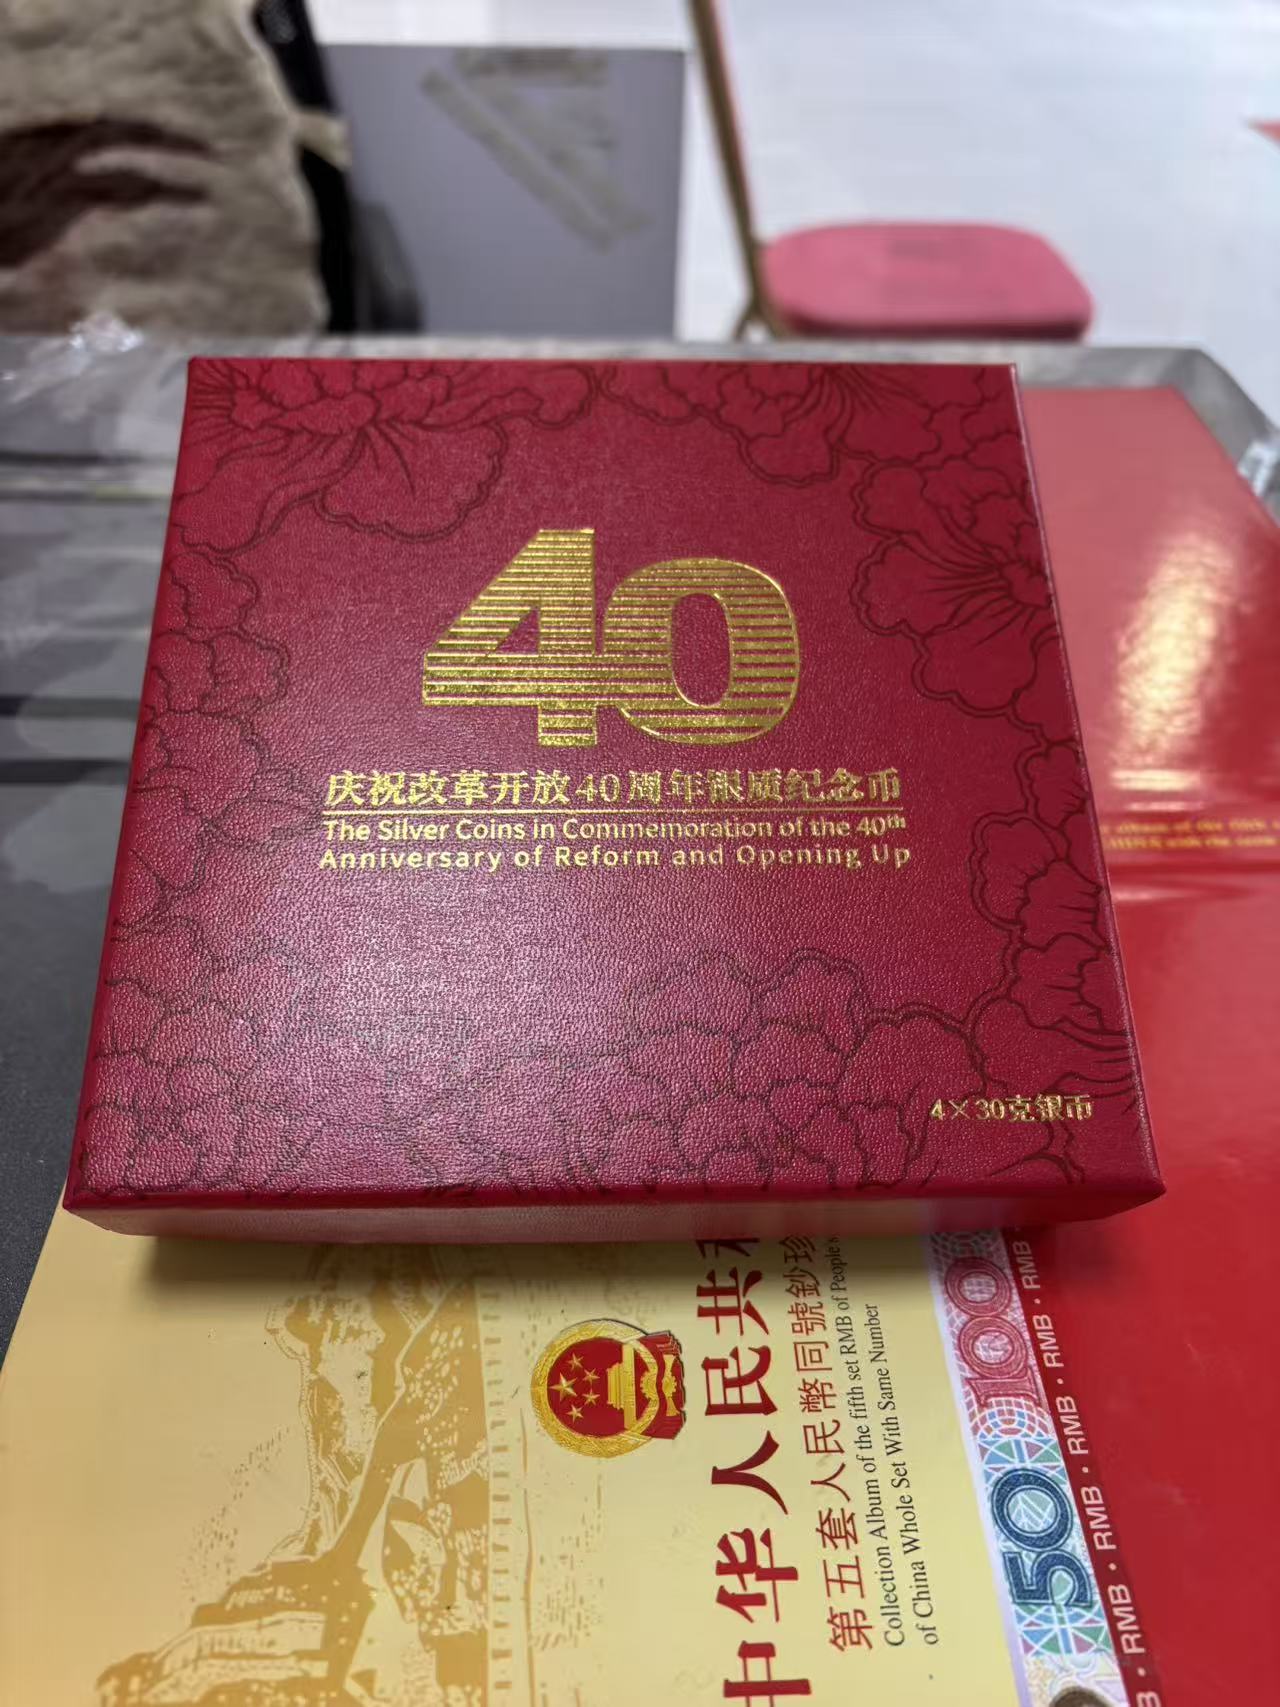 40
庆祝改革开放40周年银质纪念币
The Silver Coins in Commemoration of the 40th
Anniversary of Reform and Opening Up
4×30克银币
中华人民共和
第五套人民幣同號鈔珍
Collection Album of the fifth set RMB of People's
of China Whole Set With Same Number
100
50
RMB · RMB · RMB · RMB · RMB · RMB